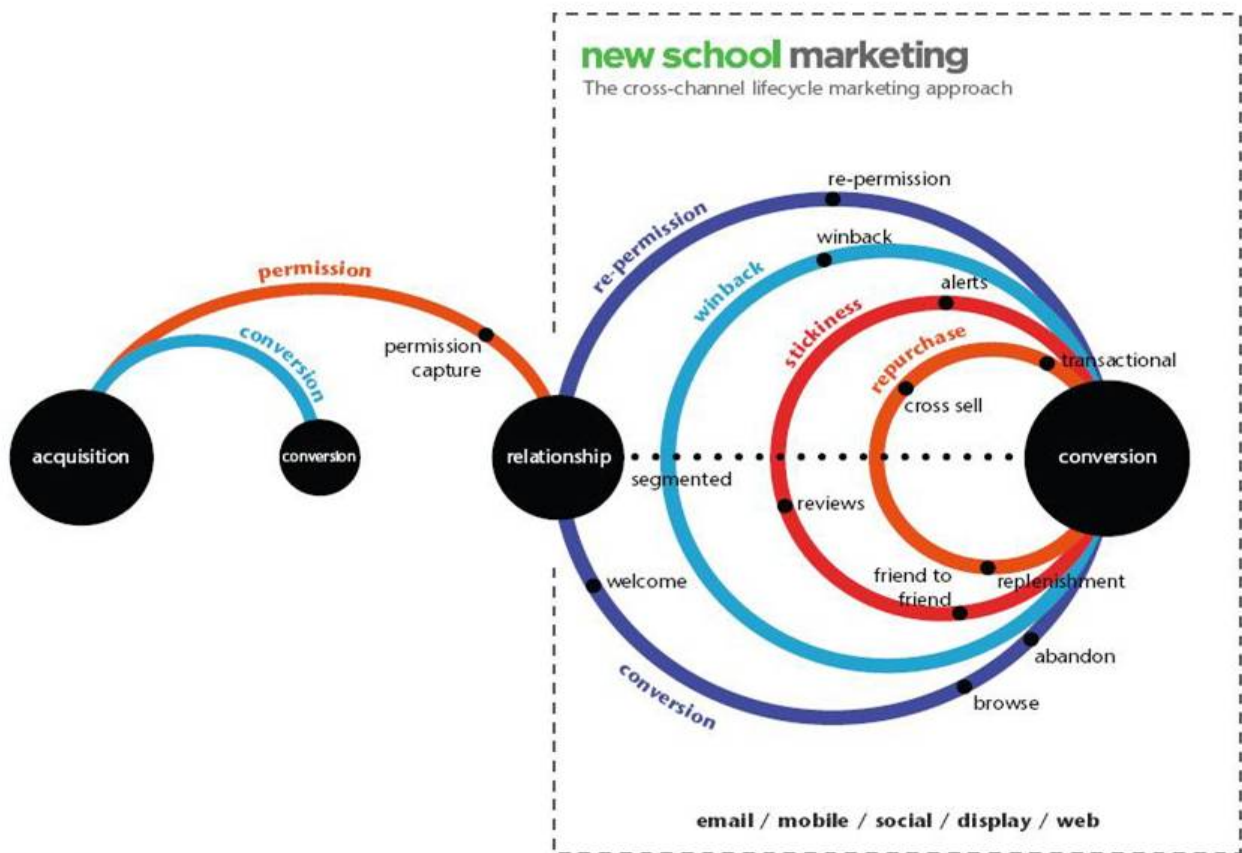 new school marketing
The cross-channel lifecycle marketing approach
re-permission
re-permission
winback
winback
alerts
stickiness
repurchase
transactional
cross sell
permission
conversion
permission
capture
acquisition
conversion
relationship
conversion
segmented
reviews
friend to
friend
replenishment
welcome
abandon
browse
conversion
email / mobile / social / display / web